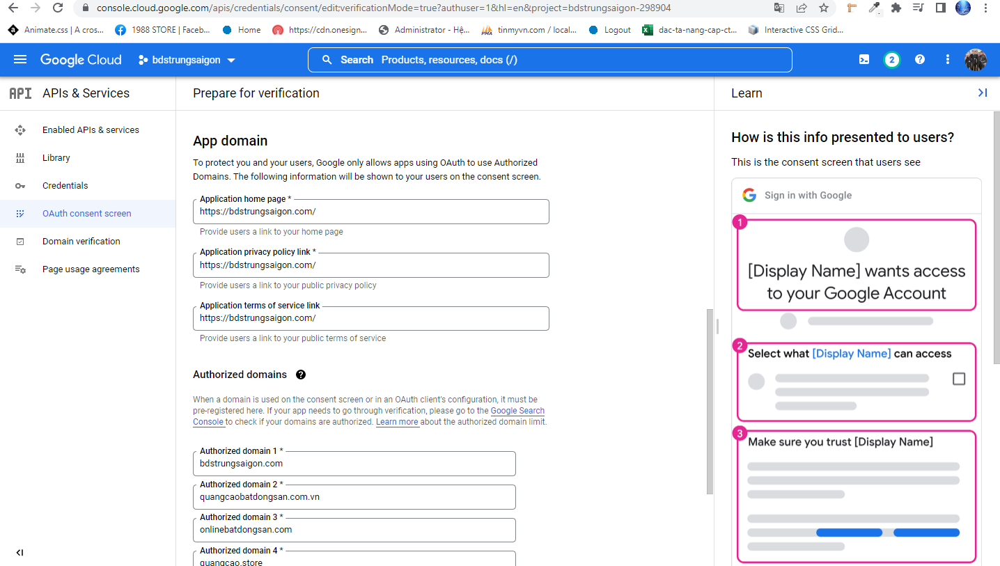 console.cloud.google.com/apis/credentials/consent/edit;verificationMode=true?authuser=1&hl=en&project=bdstrungsaigon-298904
Animate.css | A cros...
1988 STORE | Faceb...
Home
https://cdn.onesign...
Administrator - Hệ...
tinmyvn.com / local...
Logout
dac-ta-nang-cap-ct...
Interactive CSS Grid...
Google Cloud
bdstrungsaigon
Search Products, resources, docs (/)
2
API APIs & Services
Enabled APIs & services
Library
Credentials
OAuth consent screen
Domain verification
Page usage agreements
Prepare for verification
App domain
To protect you and your users, Google only allows apps using OAuth to use Authorized
Domains. The following information will be shown to your users on the consent screen.
Application home page *
https://bdstrungsaigon.com/
Provide users a link to your home page
Application privacy policy link *
https://bdstrungsaigon.com/
Provide users a link to your public privacy policy
Application terms of service link
https://bdstrungsaigon.com/
Provide users a link to your public terms of service
Authorized domains
When a domain is used on the consent screen or in an OAuth client's configuration, it must be
pre-registered here. If your app needs to go through verification, please go to the Google Search
Console to check if your domains are authorized. Learn more about the authorized domain limit.
Authorized domain 1 *
bdstrungsaigon.com
Authorized domain 2 *
quangcaobatdongsan.com.vn
Authorized domain 3 *
onlinebatdongsan.com
Authorized domain 4 *
quangcao.store
Learn
How is this info presented to users?
This is the consent screen that users see
Sign in with Google
1
[Display Name] wants access
to your Google Account
2
Select what [Display Name] can access
3
Make sure you trust [Display Name]